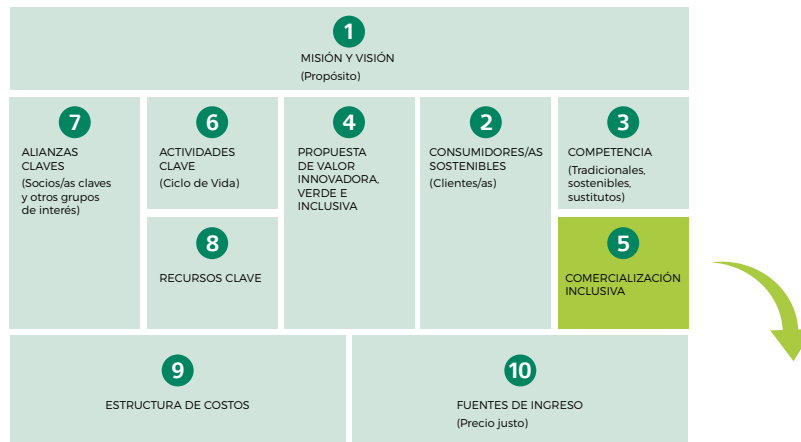 1
MISIÓN Y VISIÓN
(Propósito)
7
ALIANZAS
CLAVES
(Socios/as claves
y otros grupos
de interés)
6
ACTIVIDADES
CLAVE
(Ciclo de Vida)
8
RECURSOS CLAVE
4
PROPUESTA
DE VALOR
INNOVADORA,
VERDE E
INCLUSIVA
2
CONSUMIDORES/AS
SOSTENIBLES
(Clientes/as)
3
COMPETENCIA
(Tradicionales,
sostenibles,
sustitutos)
5
COMERCIALIZACIÓN
INCLUSIVA
9
ESTRUCTURA DE COSTOS
10
FUENTES DE INGRESO
(Precio justo)